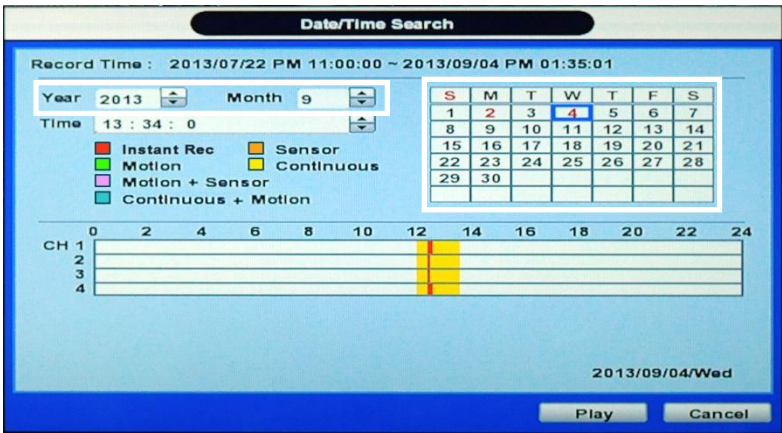 Date/Time Search
Record Time : 2013/07/22 PM 11:00:00 ~ 2013/09/04 PM 01:35:01
Year 2013 Month 9
Time 13 : 34 : 0
Instant Rec Sensor
Motion Continuous
Motion + Sensor
Continuous + Motion
S M T W T F S
1 2 3 4 5 6 7
8 9 10 11 12 13 14
15 16 17 18 19 20 21
22 23 24 25 26 27 28
29 30
0 2 4 6 8 10 12 14 16 18 20 22 24
CH 1
2
3
4
2013/09/04/Wed
Play Cancel